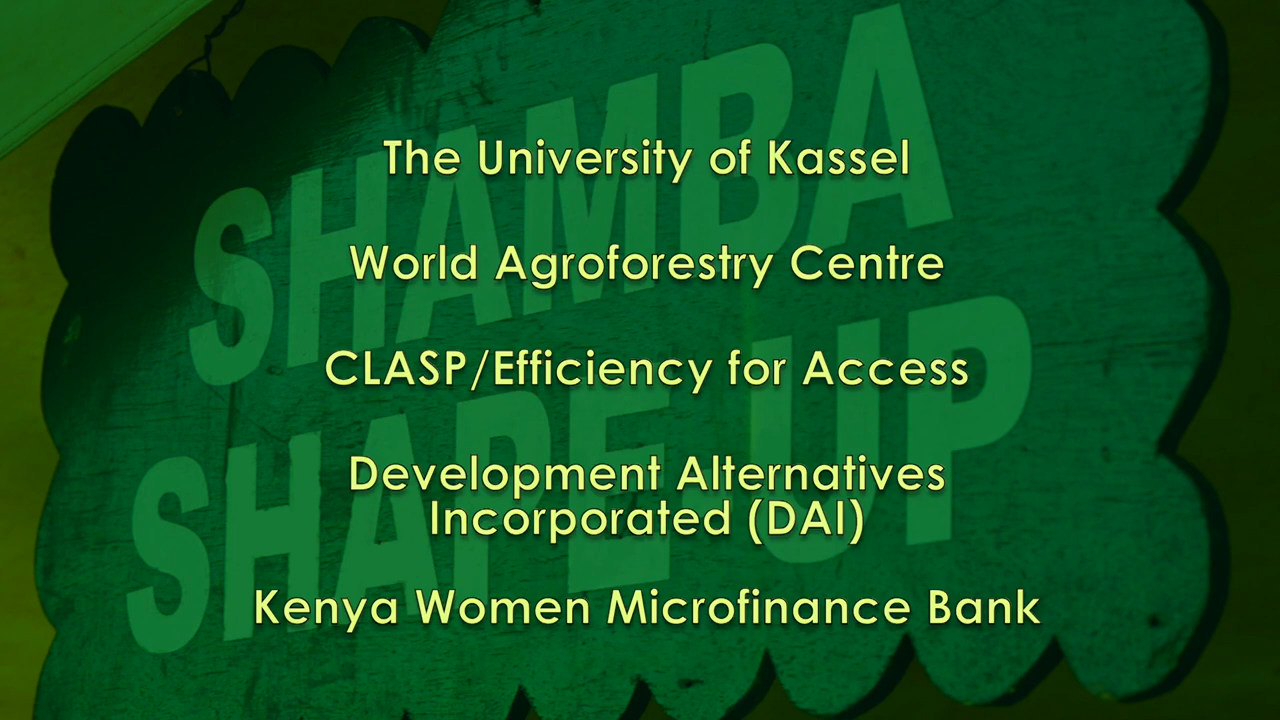 SHAMBA
SHAPE UP
The University of Kassel
World Agroforestry Centre
CLASP/Efficiency for Access
Development Alternatives
Incorporated (DAI)
Kenya Women Microfinance Bank